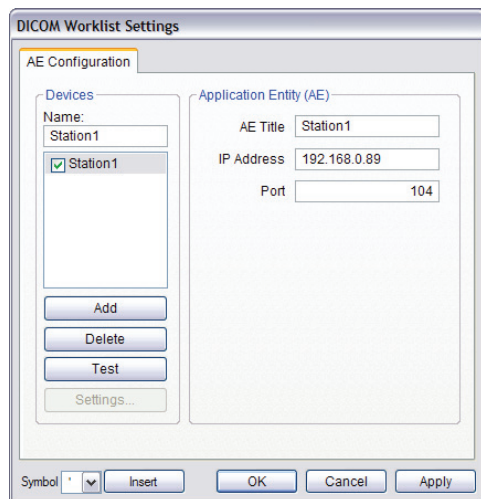 DICOM Worklist Settings
AE Configuration
Devices
Name:
Station1
Station1
Add
Delete
Test
Settings...
Application Entity (AE)
AE Title Station1
IP Address 192.168.0.89
Port 104
Symbol ' Insert OK Cancel Apply